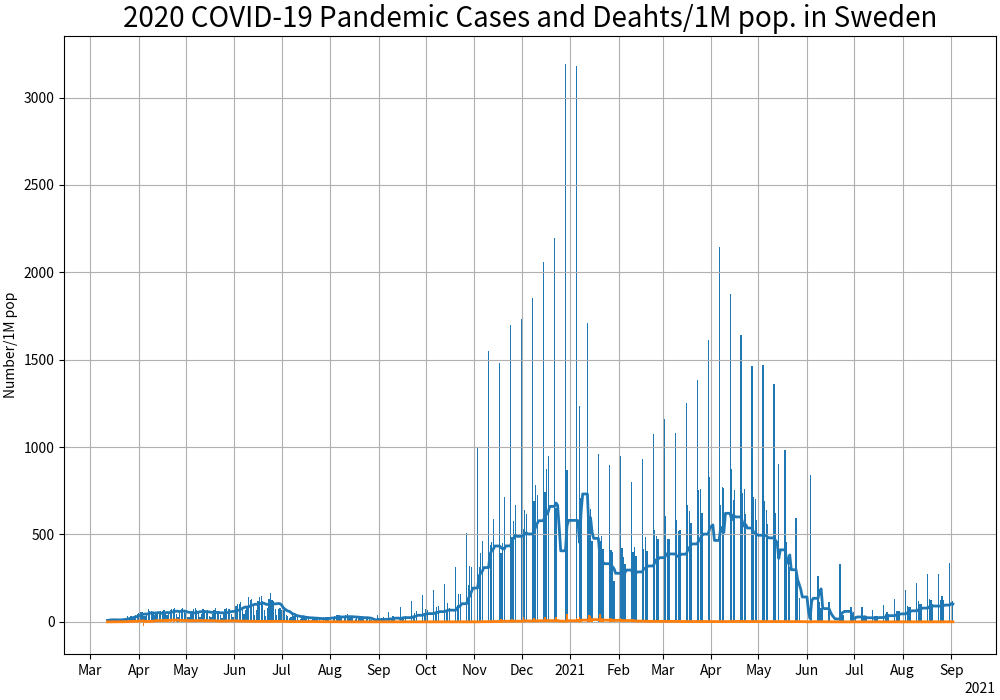 2020 COVID-19 Pandemic Cases and Deahts/1M pop. in Sweden
Number/1M pop
3000
2500
2000
1500
1000
500
0
Mar Apr May Jun Jul Aug Sep Oct Nov Dec 2021 Feb Mar Apr May Jun Jul Aug Sep
2021